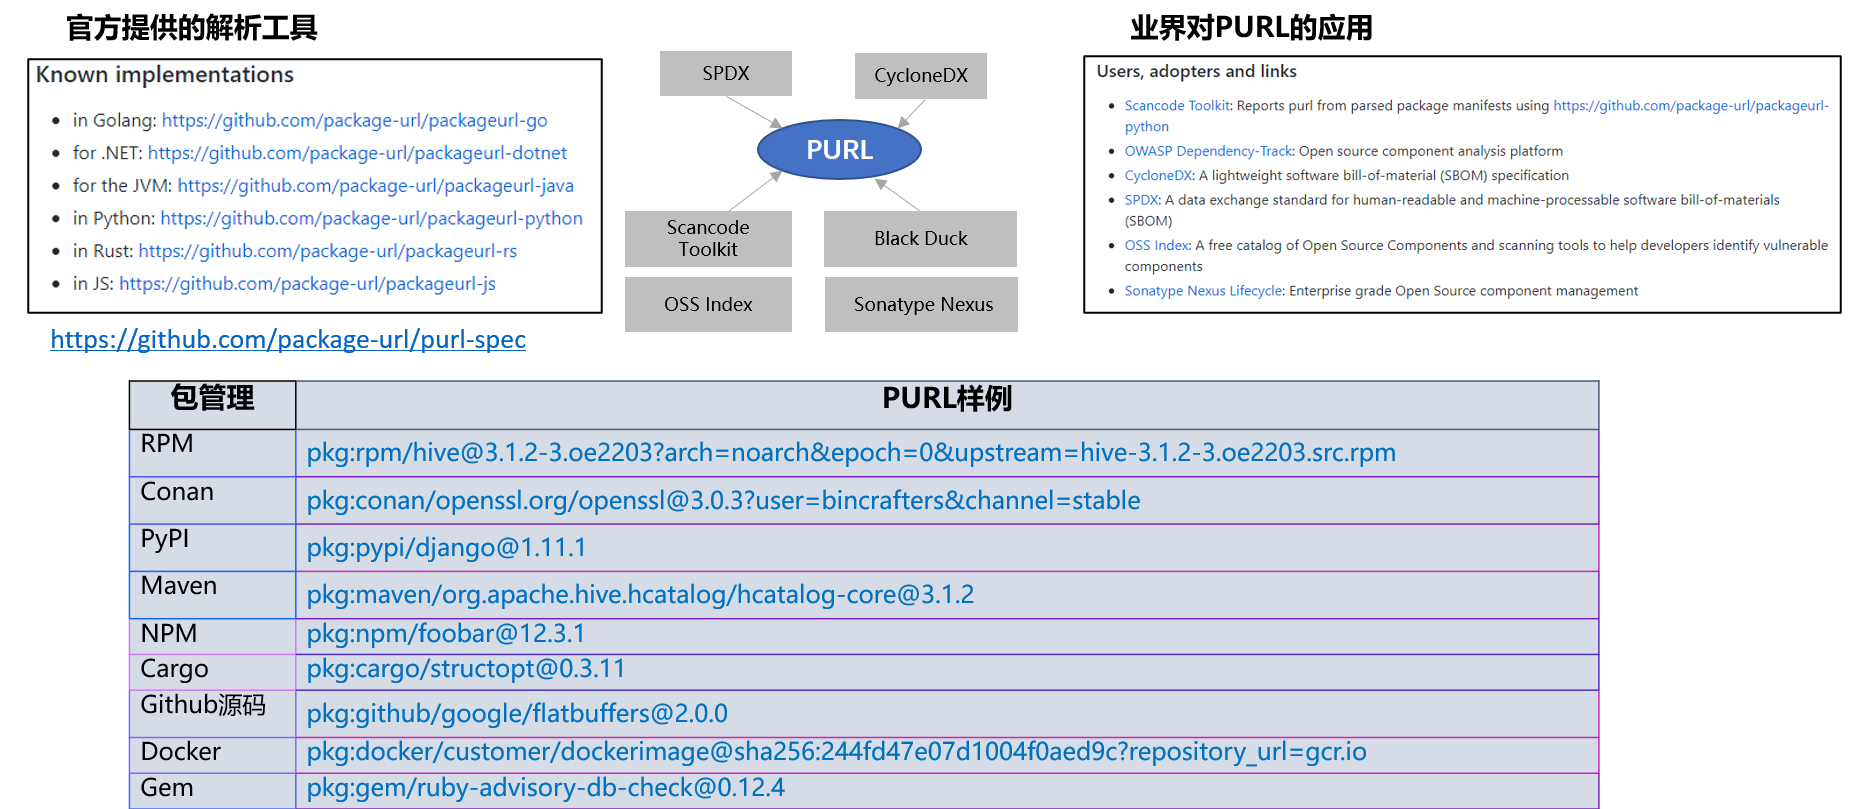 官方提供的解析工具
Known implementations
• in Golang: https://github.com/package-url/packageurl-go
• for .NET: https://github.com/package-url/packageurl-dotnet
• for the JVM: https://github.com/package-url/packageurl-java
• in Python: https://github.com/package-url/packageurl-python
• in Rust: https://github.com/package-url/packageurl-rs
• in JS: https://github.com/package-url/packageurl-js
https://github.com/package-url/purl-spec
SPDX
CycloneDX
PURL
Scancode
Toolkit
Black Duck
OSS Index
Sonatype Nexus
业界对PURL的应用
Users, adopters and links
• Scancode Toolkit: Reports purl from parsed package manifests using https://github.com/package-url/packageurl-
python
• OWASP Dependency-Track: Open source component analysis platform
• CycloneDX: A lightweight software bill-of-material (SBOM) specification
• SPDX: A data exchange standard for human-readable and machine-processable software bill-of-materials
(SBOM)
• OSS Index: A free catalog of Open Source Components and scanning tools to help developers identify vulnerable
components
• Sonatype Nexus Lifecycle: Enterprise grade Open Source component management
包管理 PURL样例
RPM pkg:rpm/hive@3.1.2-3.oe2203?arch=noarch&epoch=0&upstream=hive-3.1.2-3.oe2203.src.rpm
Conan pkg:conan/openssl.org/openssl@3.0.3?user=bincrafters&channel=stable
PyPI pkg:pypi/django@1.11.1
Maven pkg:maven/org.apache.hive.hcatalog/hcatalog-core@3.1.2
NPM pkg:npm/foobar@12.3.1
Cargo pkg:cargo/structopt@0.3.11
Github源码 pkg:github/google/flatbuffers@2.0.0
Docker pkg:docker/customer/dockerimage@sha256:244fd47e07d1004f0aed9c?repository_url=gcr.io
Gem pkg:gem/ruby-advisory-db-check@0.12.4